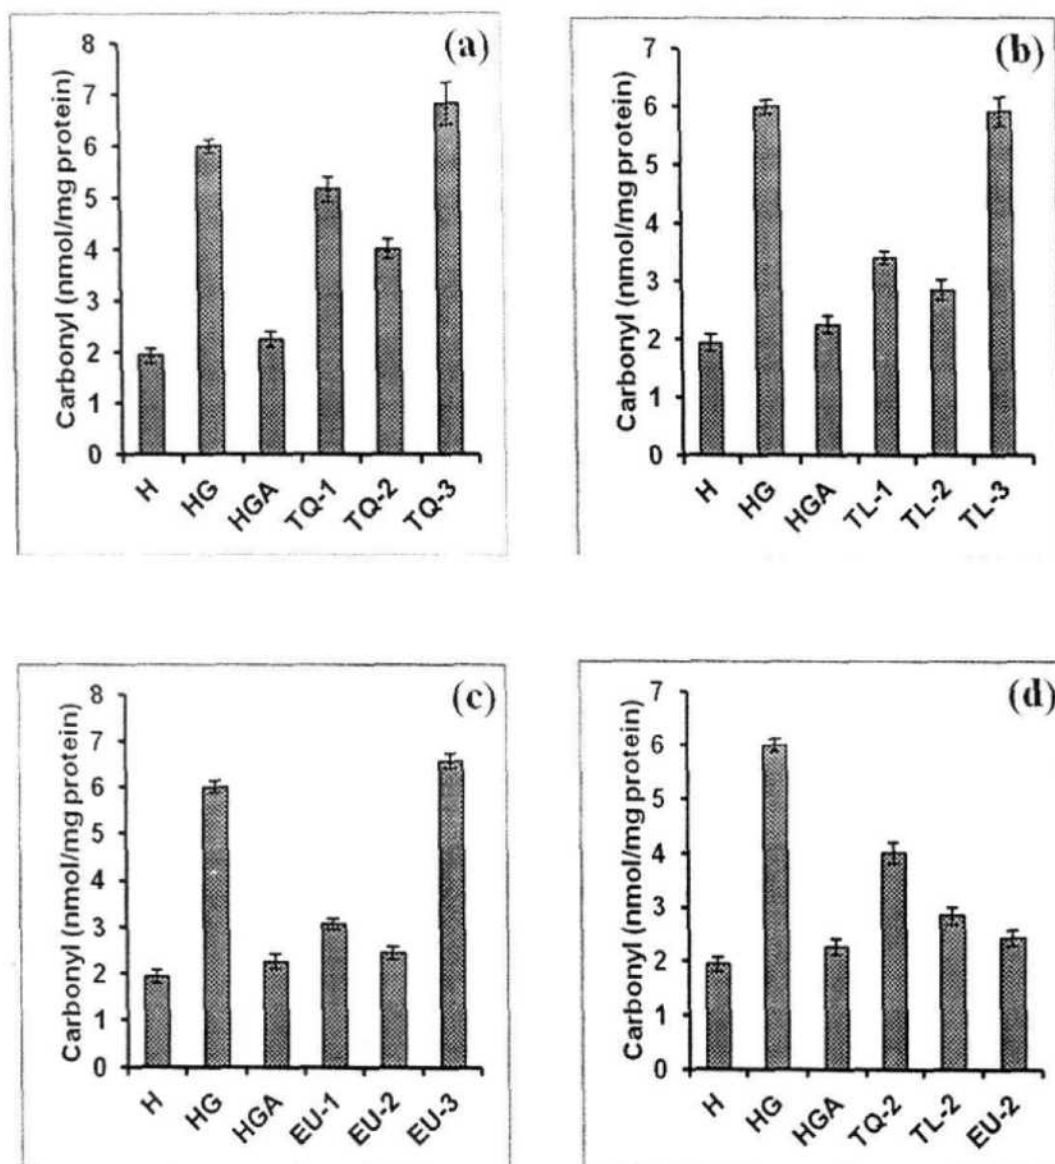 (a)
Carbonyl (nmol/mg protein)
8
7
6
5
4
3
2
1
0
H HG HGA TQ-1 TQ-2 TQ-3
(b)
Carbonyl (nmol/mg protein)
7
6
5
4
3
2
1
0
H HG HGA TL-1 TL-2 TL-3
(c)
Carbonyl (nmol/mg protein)
8
7
6
5
4
3
2
1
0
H HG HGA EU-1 EU-2 EU-3
(d)
Carbonyl (nmol/mg protein)
7
6
5
4
3
2
1
0
H HG HGA TQ-2 TL-2 EU-2